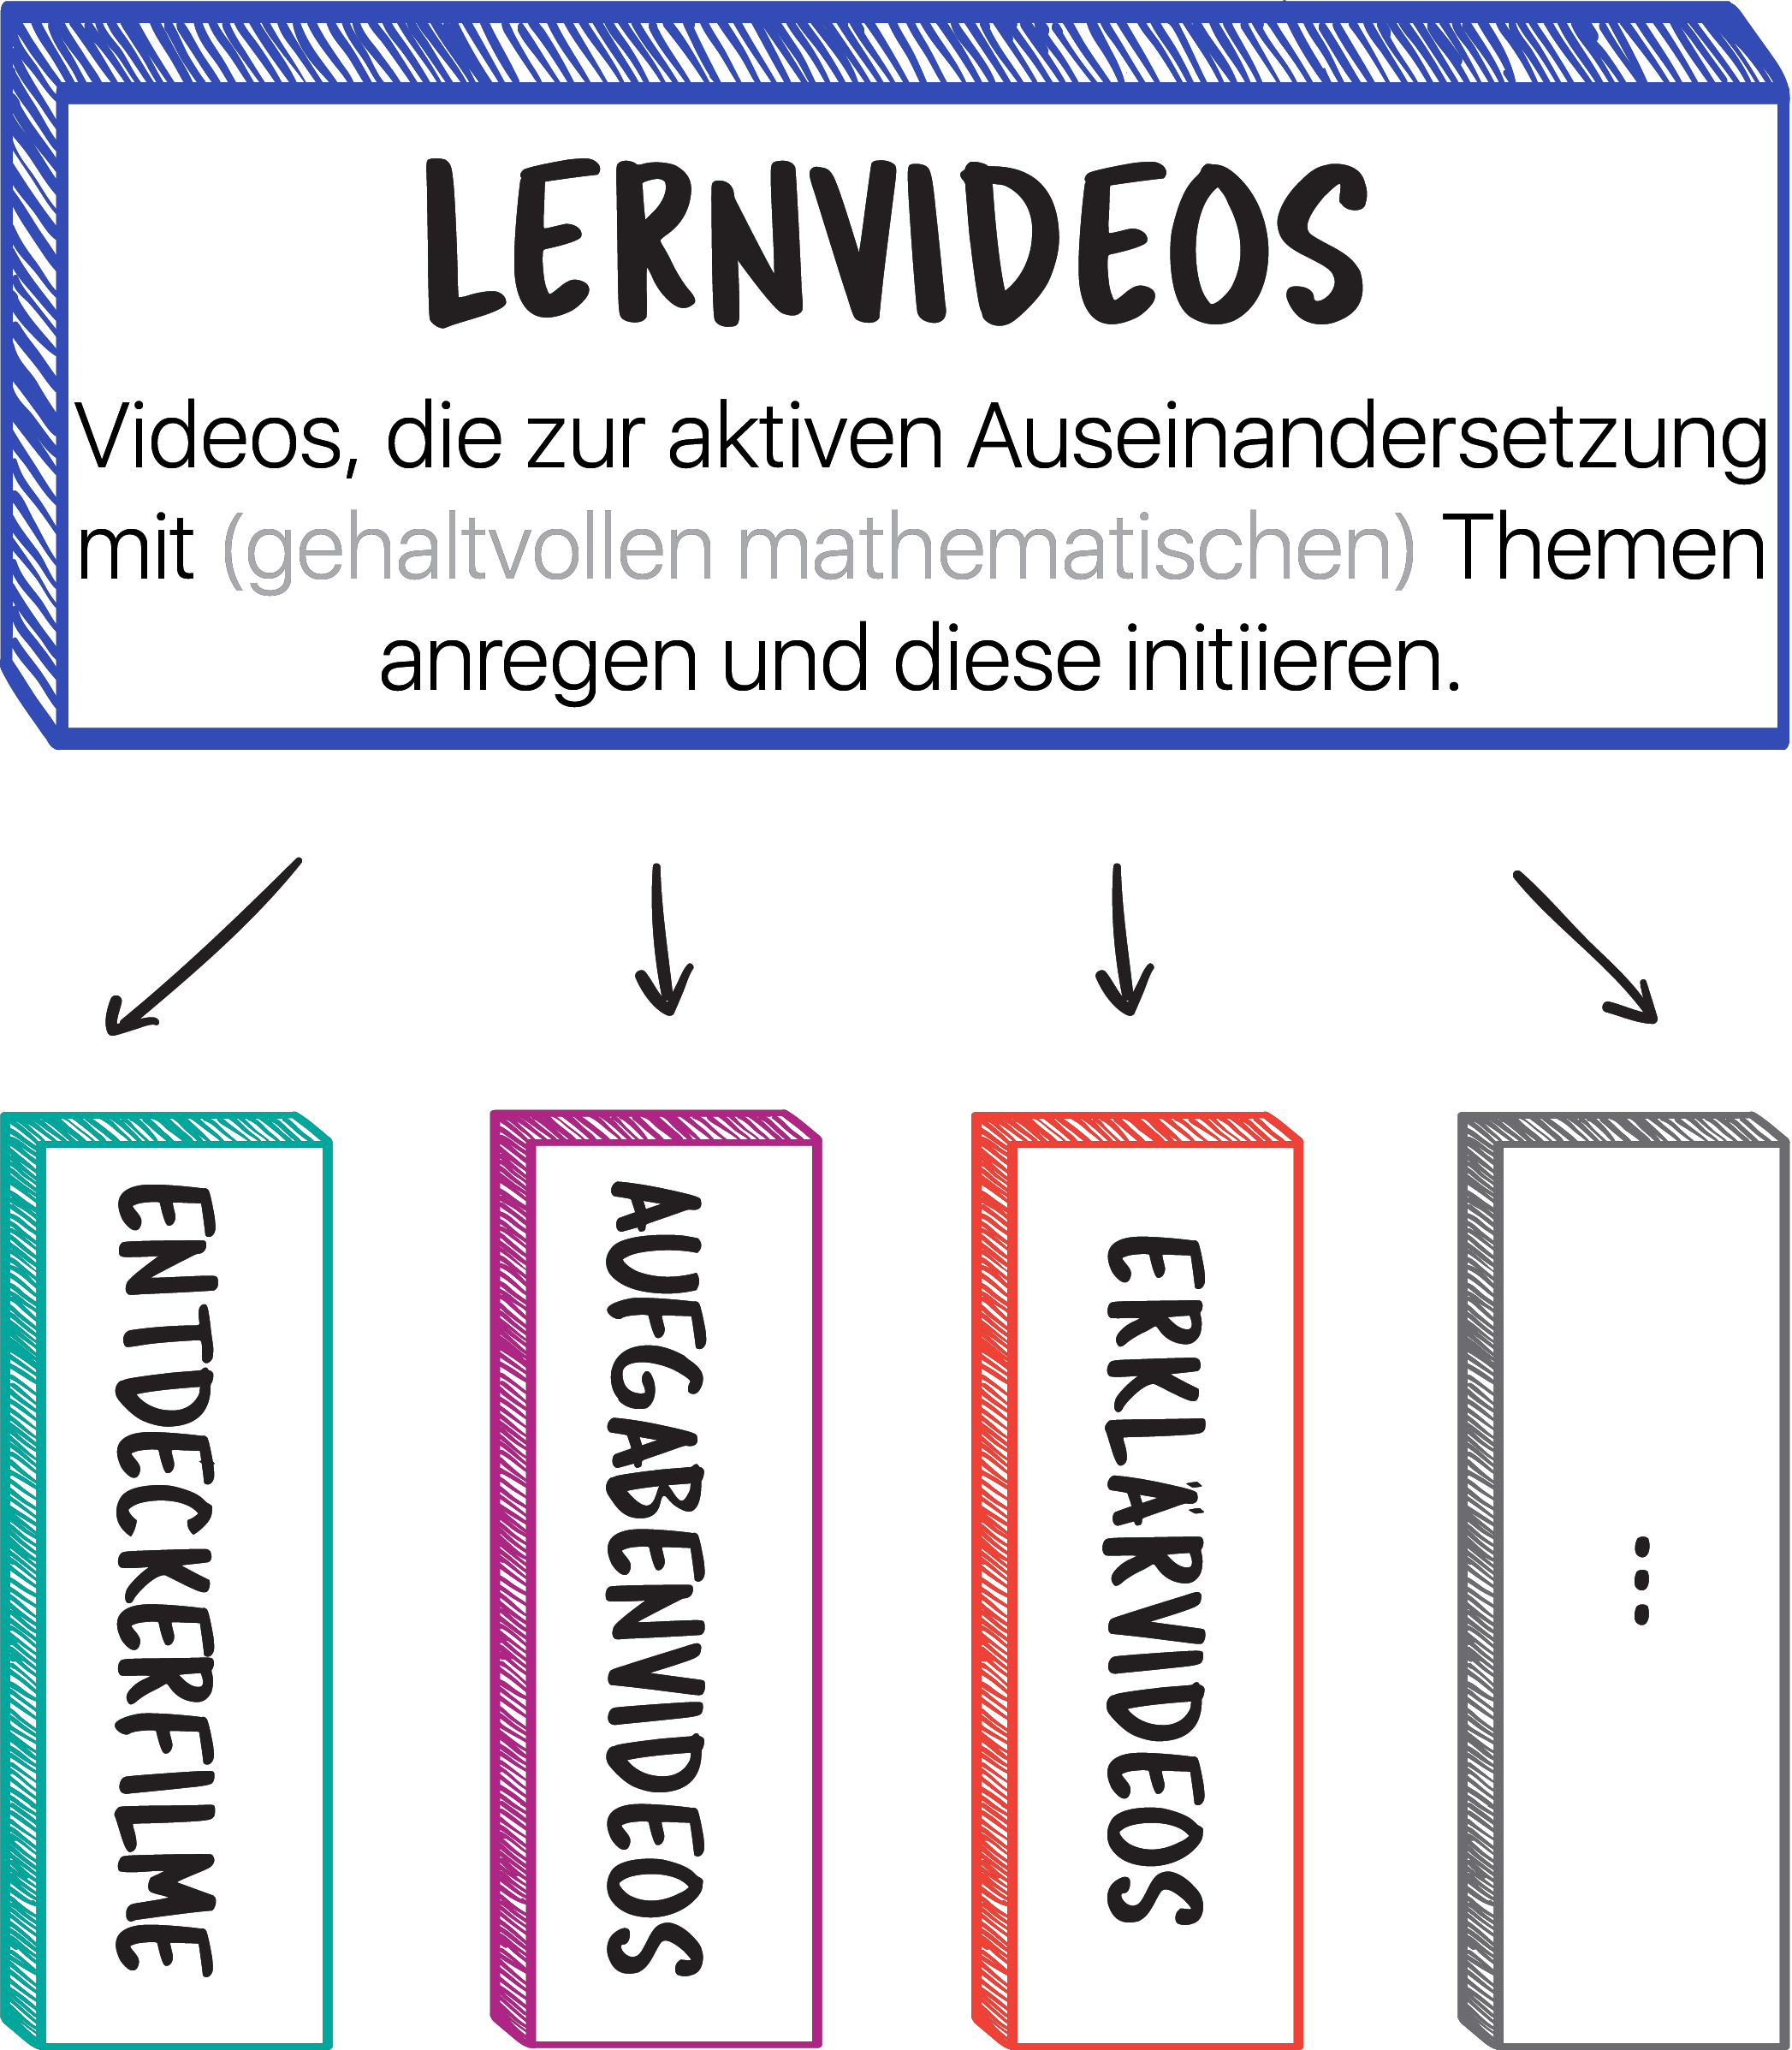 LERNVIDEOS
Videos, die zur aktiven Auseinandersetzung
mit (gehaltvollen mathematischen) Themen
anregen und diese initiieren.
ENTDECKERFILME
AUFGABENVIDEOS
ERKLÄRVIDEOS
...